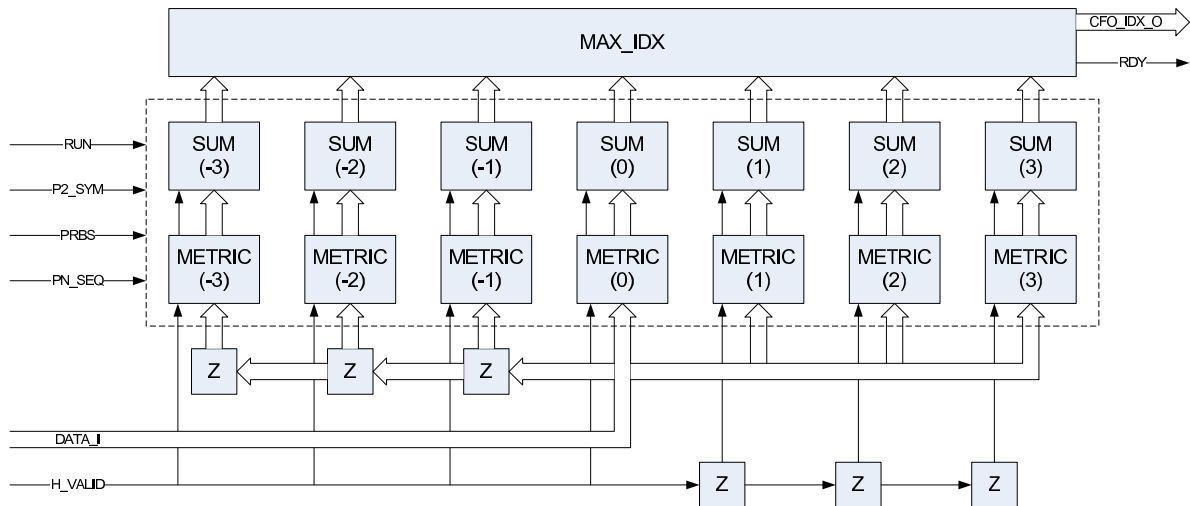 CFO_IDX_O
MAX_IDX
RDY
RUN
P2_SYM
PRBS
PN_SEQ
SUM (-3)
SUM (-2)
SUM (-1)
SUM (0)
SUM (1)
SUM (2)
SUM (3)
METRIC (-3)
METRIC (-2)
METRIC (-1)
METRIC (0)
METRIC (1)
METRIC (2)
METRIC (3)
Z
Z
Z
DATA_I
H_VALID
Z
Z
Z